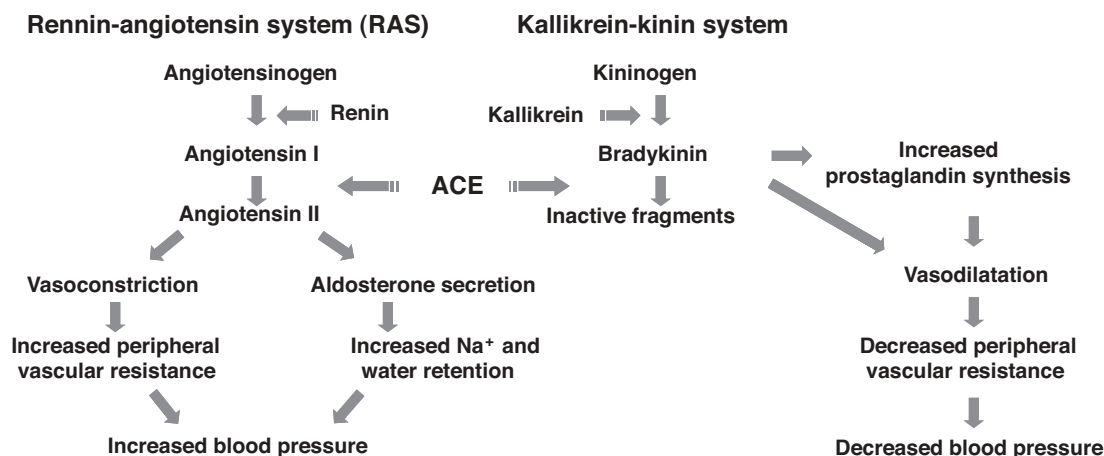 Rennin-angiotensin system (RAS)
Kallikrein-kinin system
Angiotensinogen
Renin
Angiotensin I
Angiotensin II
Vasoconstriction
Increased peripheral
vascular resistance
Aldosterone secretion
Increased Na⁺ and
water retention
Increased blood pressure
ACE
Kininogen
Kallikrein
Bradykinin
Inactive fragments
Increased
prostaglandin synthesis
Vasodilatation
Decreased peripheral
vascular resistance
Decreased blood pressure